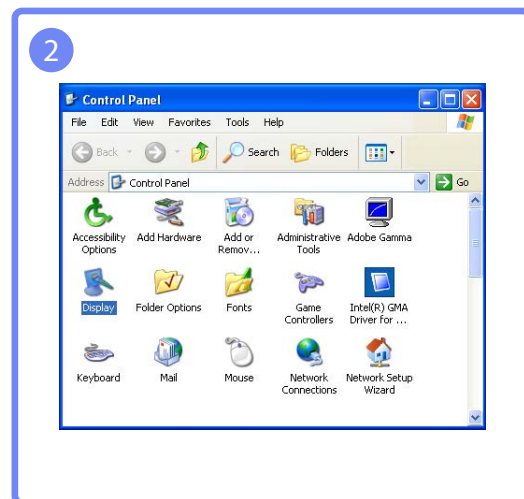 2
Control Panel
File Edit View Favorites Tools Help
Back Search Folders
Address Control Panel Go
Accessibility Options
Add Hardware
Add or Remov...
Administrative Tools
Adobe Gamma
Display
Folder Options
Fonts
Game Controllers
Intel(R) GMA Driver for ...
Keyboard
Mail
Mouse
Network Connections
Network Setup Wizard